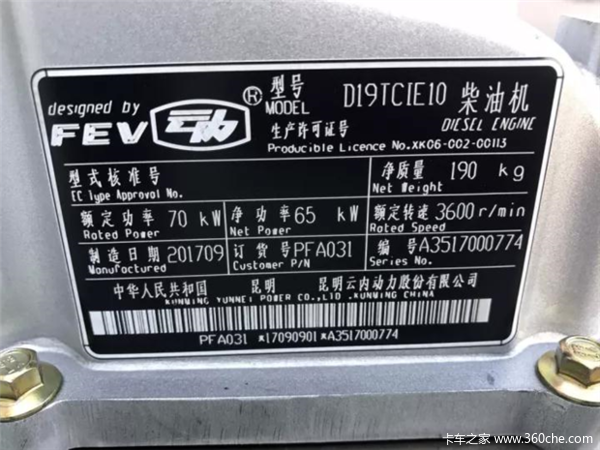 designed by
FEV 云内 ®
型号 D19TCIE10 柴油机
MODEL DIESEL ENGINE
生产许可证号
Producible Licence No.XK06-002-00113
型式核准号 净质量 190 kg
EC Type Approval No. Net Weight
额定功率 70 kW 净功率 65 kW 额定转速 3600 r/min
Rated Power Net Power Rated Speed
制造日期 201709 订货号 PFA031 编号 A3517000774
Manufactured Customer P/N Series No.
中华人民共和国 昆明 昆明云内动力股份有限公司
KUNMING YUNNEI POWER CO.,LTD .KUNMING CHINA
PFA031 *17090901 *A3517000774
卡车之家 www.360che.com